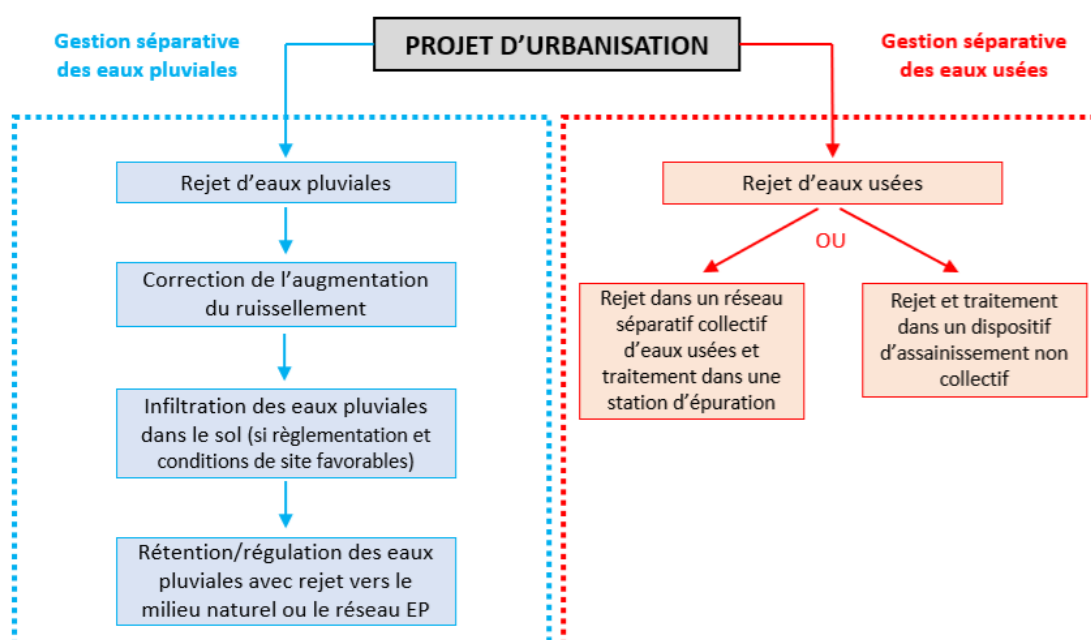 Gestion séparative
des eaux pluviales
PROJET D'URBANISATION
Gestion séparative
des eaux usées
Rejet d'eaux pluviales
Correction de l'augmentation
du ruissellement
Infiltration des eaux pluviales
dans le sol (si règlementation et
conditions de site favorables)
Rétention/régulation des eaux
pluviales avec rejet vers le
milieu naturel ou le réseau EP
Rejet d'eaux usées
OU
Rejet dans un réseau
séparatif collectif
d'eaux usées et
traitement dans une
station d'épuration
Rejet et traitement
dans un dispositif
d'assainissement non
collectif